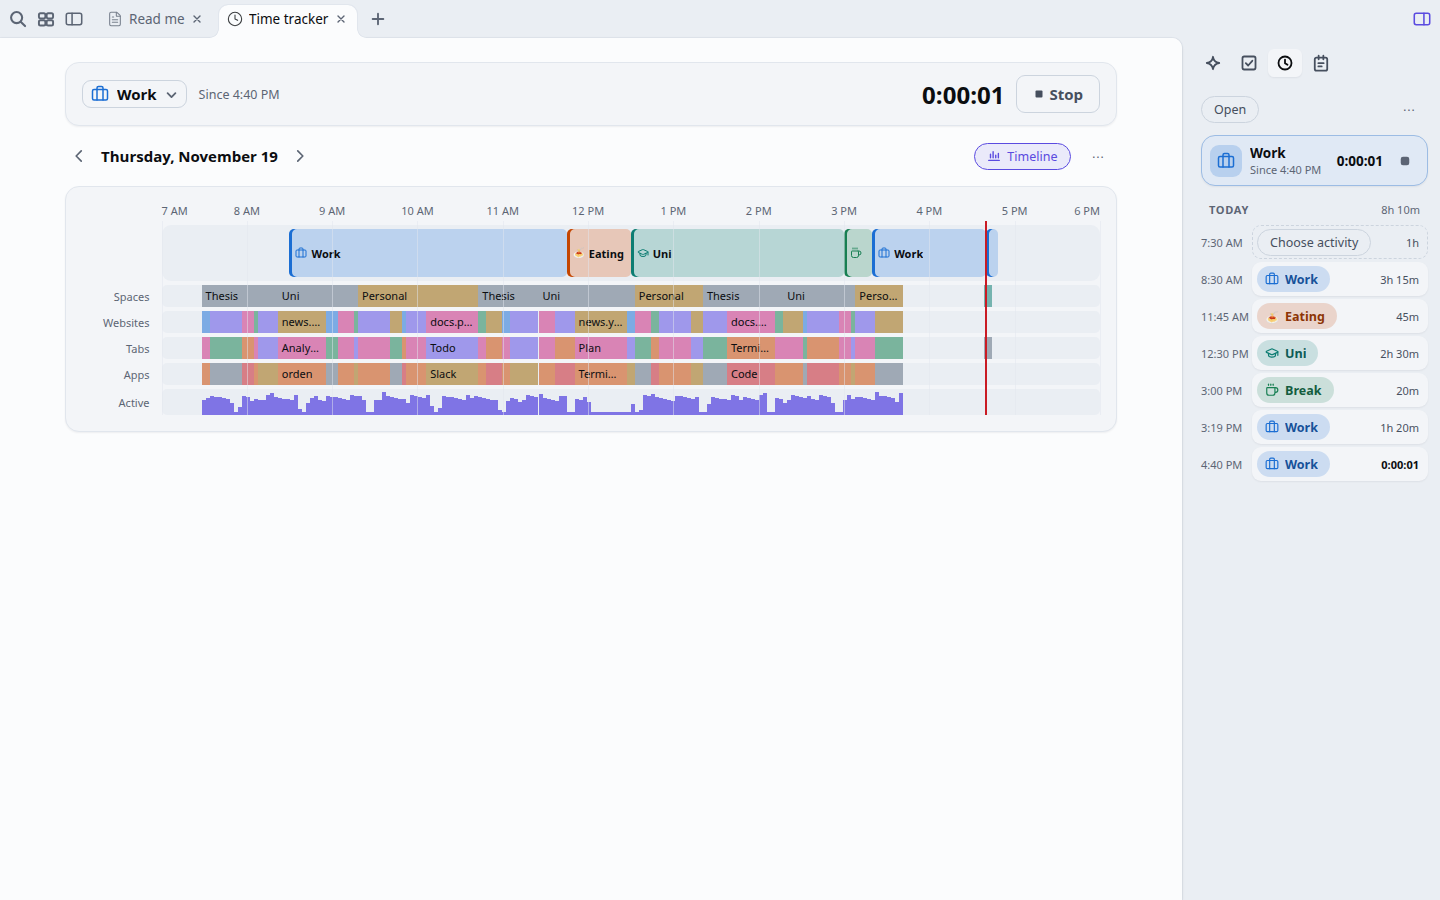 Read me
Time tracker
Work
Since 4:40 PM
0:00:01
Stop
Thursday, November 19
Timeline
7 AM 8 AM 9 AM 10 AM 11 AM 12 PM 1 PM 2 PM 3 PM 4 PM 5 PM 6 PM
Work Eating Uni Work
Spaces Thesis Uni Personal Thesis Uni Personal Thesis Uni Perso...
Websites news.... docs.p... news.y... docs....
Tabs Analy... Todo Plan Termi...
Apps orden Slack Termi... Code
Active
Open
Work
Since 4:40 PM
0:00:01
TODAY 8h 10m
7:30 AM Choose activity 1h
8:30 AM Work 3h 15m
11:45 AM Eating 45m
12:30 PM Uni 2h 30m
3:00 PM Break 20m
3:19 PM Work 1h 20m
4:40 PM Work 0:00:01